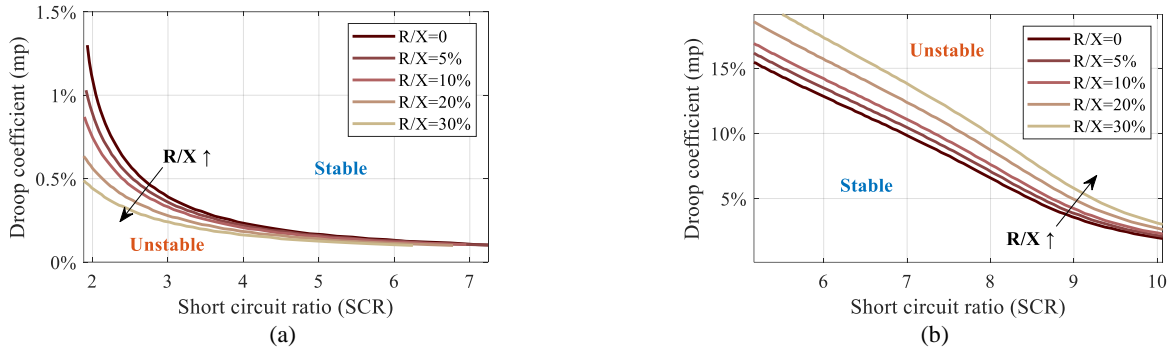 1.5%
1%
0.5%
0%
Droop coefficient (mp)
R/X=0
R/X=5%
R/X=10%
R/X=20%
R/X=30%
R/X ↑
Stable
Unstable
2 3 4 5 6 7
Short circuit ratio (SCR)
(a)
15%
10%
5%
Droop coefficient (mp)
Unstable
R/X=0
R/X=5%
R/X=10%
R/X=20%
R/X=30%
Stable
R/X ↑
6 7 8 9 10
Short circuit ratio (SCR)
(b)